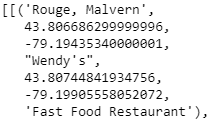 [[('Rouge, Malvern',
43.806686299999996,
-79.19435340000001,
"Wendy's",
43.80744841934756,
-79.19905558052072,
'Fast Food Restaurant'),